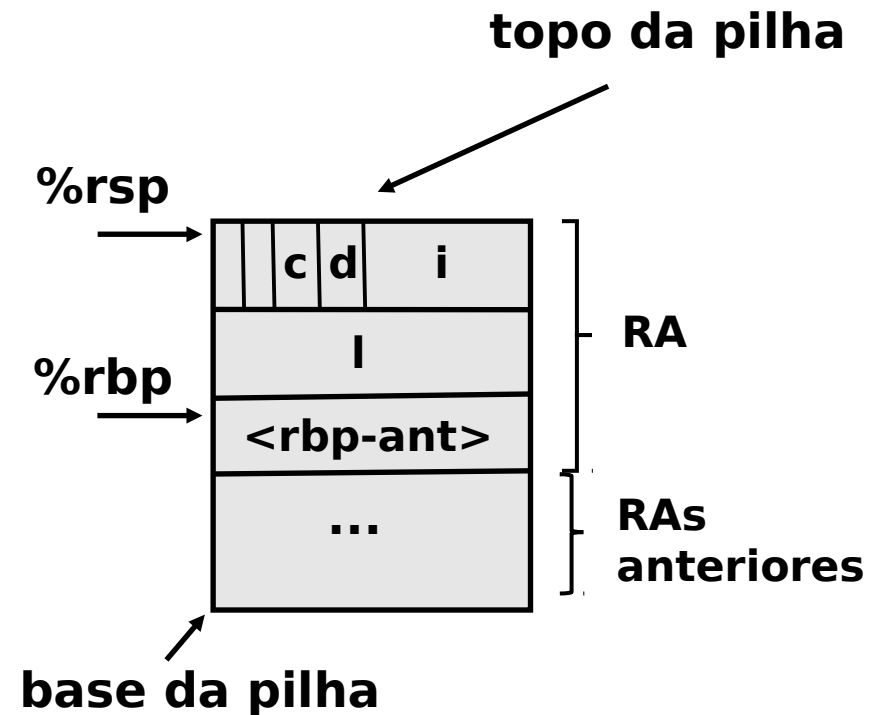 topo da pilha
%rsp
c d i
RA
l
%rbp
<rbp-ant>
...
RAs
anteriores
base da pilha